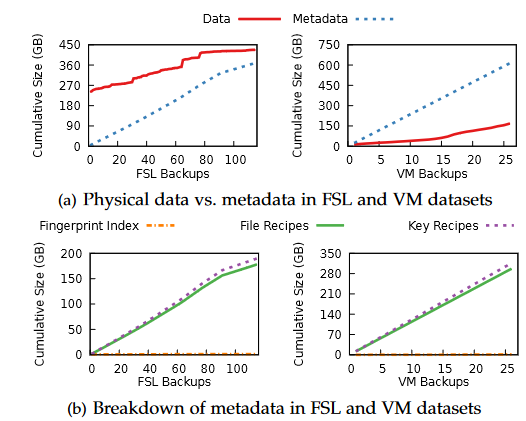 Data Metadata
Cumulative Size (GB)
450
360
270
180
90
0
0 20 40 60 80 100
FSL Backups
Cumulative Size (GB)
750
600
450
300
150
0
0 5 10 15 20 25
VM Backups
(a) Physical data vs. metadata in FSL and VM datasets
Fingerprint Index File Recipes Key Recipes
Cumulative Size (GB)
200
150
100
50
0
0 20 40 60 80 100
FSL Backups
Cumulative Size (GB)
350
280
210
140
70
0
0 5 10 15 20 25
VM Backups
(b) Breakdown of metadata in FSL and VM datasets